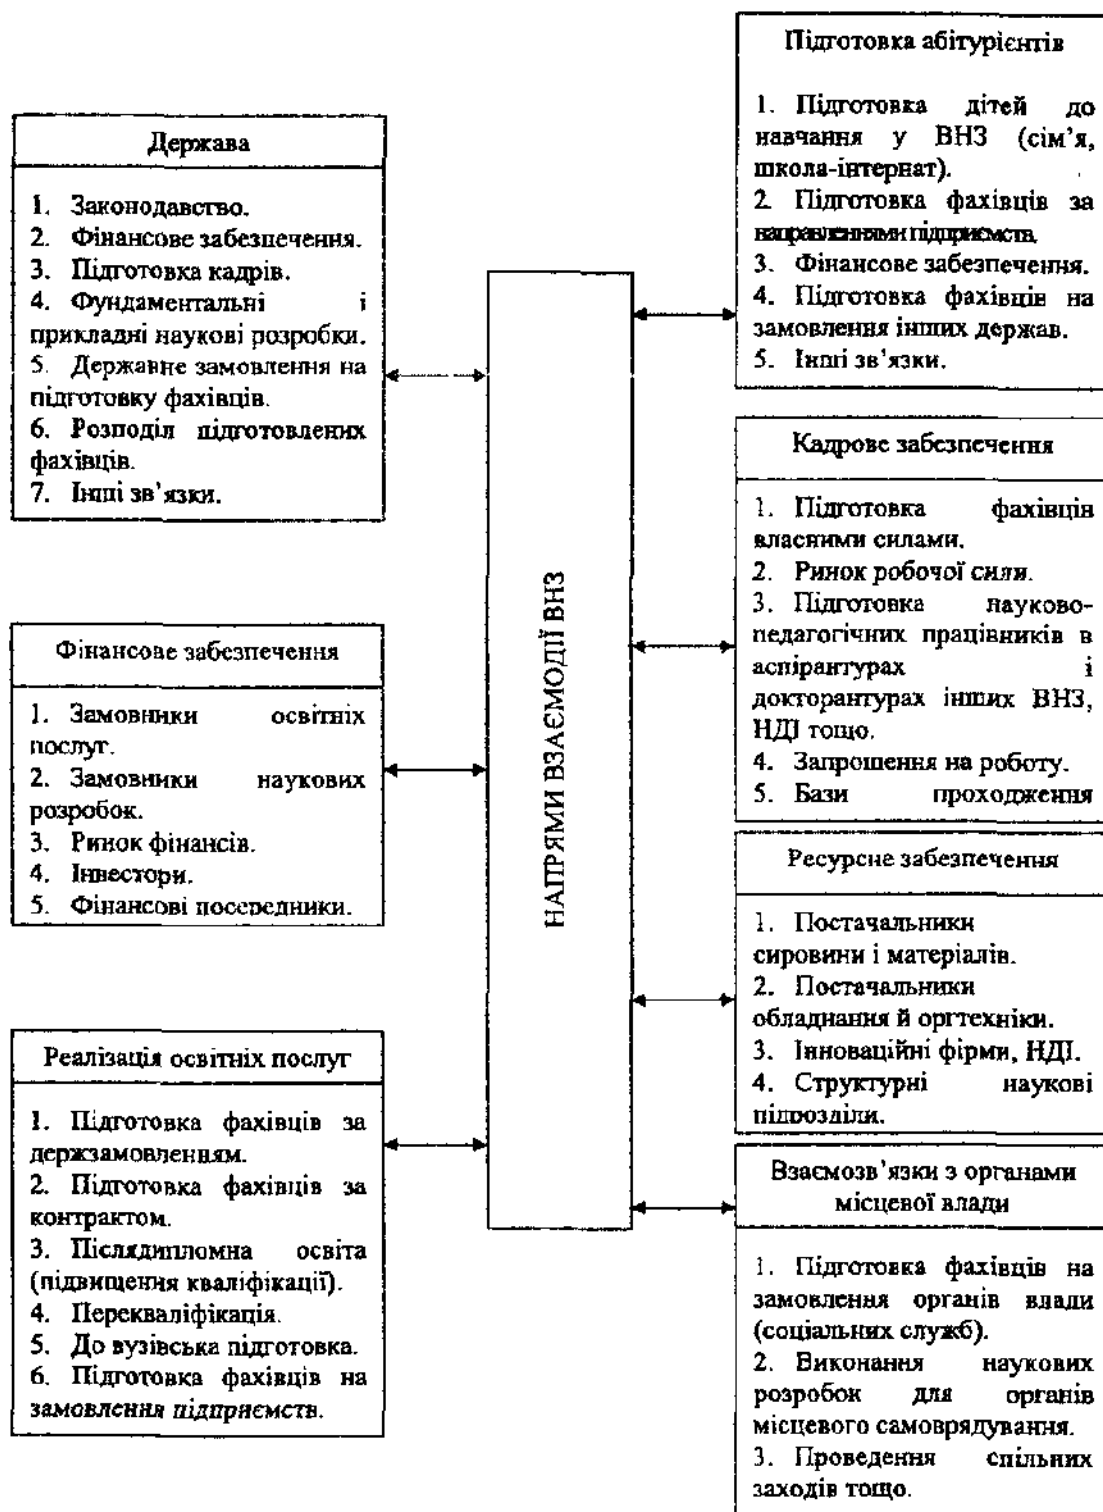 Держава
1. Законодавство.
2. Фінансове забезпечення.
3. Підготовка кадрів.
4. Фундаментальні і
прикладні наукові розробки.
5. Державне замовлення на
підготовку фахівців.
6. Розподіл підготовлених
фахівців.
7. Інші зв’язки.
Фінансове забезпечення
1. Замовники освітніх
послуг.
2. Замовники наукових
розробок.
3. Ринок фінансів.
4. Інвестори.
5. Фінансові посередники.
Реалізація освітніх послуг
1. Підготовка фахівців за
держзамовленням.
2. Підготовка фахівців за
контрактом.
3. Післядипломна освіта
(підвищення кваліфікації).
4. Перекваліфікація.
5. До вузівська підготовка.
6. Підготовка фахівців на
замовлення підприємств.
НАПРЯМИ ВЗАЄМОДІЇ ВНЗ
Підготовка абітурієнтів
1. Підготовка дітей до
навчання у ВНЗ (сім’я,
школа-інтернат).
2. Підготовка фахівців за
направленнями підприємств.
3. Фінансове забезпечення.
4. Підготовка фахівців на
замовлення інших держав.
5. Інші зв’язки.
Кадрове забезпечення
1. Підготовка фахівців
власними силами.
2. Ринок робочої сили.
3. Підготовка науково-
педагогічних працівників в
аспірантурах і
докторантурах інших ВНЗ,
НДІ тощо.
4. Запрошення на роботу.
5. Бази проходження
Ресурсне забезпечення
1. Постачальники
сировини і матеріалів.
2. Постачальники
обладнання й оргтехніки.
3. Інноваційні фірми, НДІ.
4. Структурні наукові
підрозділи.
Взаємозв’язки з органами
місцевої влади
1. Підготовка фахівців на
замовлення органів влади
(соціальних служб).
2. Виконання наукових
розробок для органів
місцевого самоврядування.
3. Проведення спільних
заходів тощо.